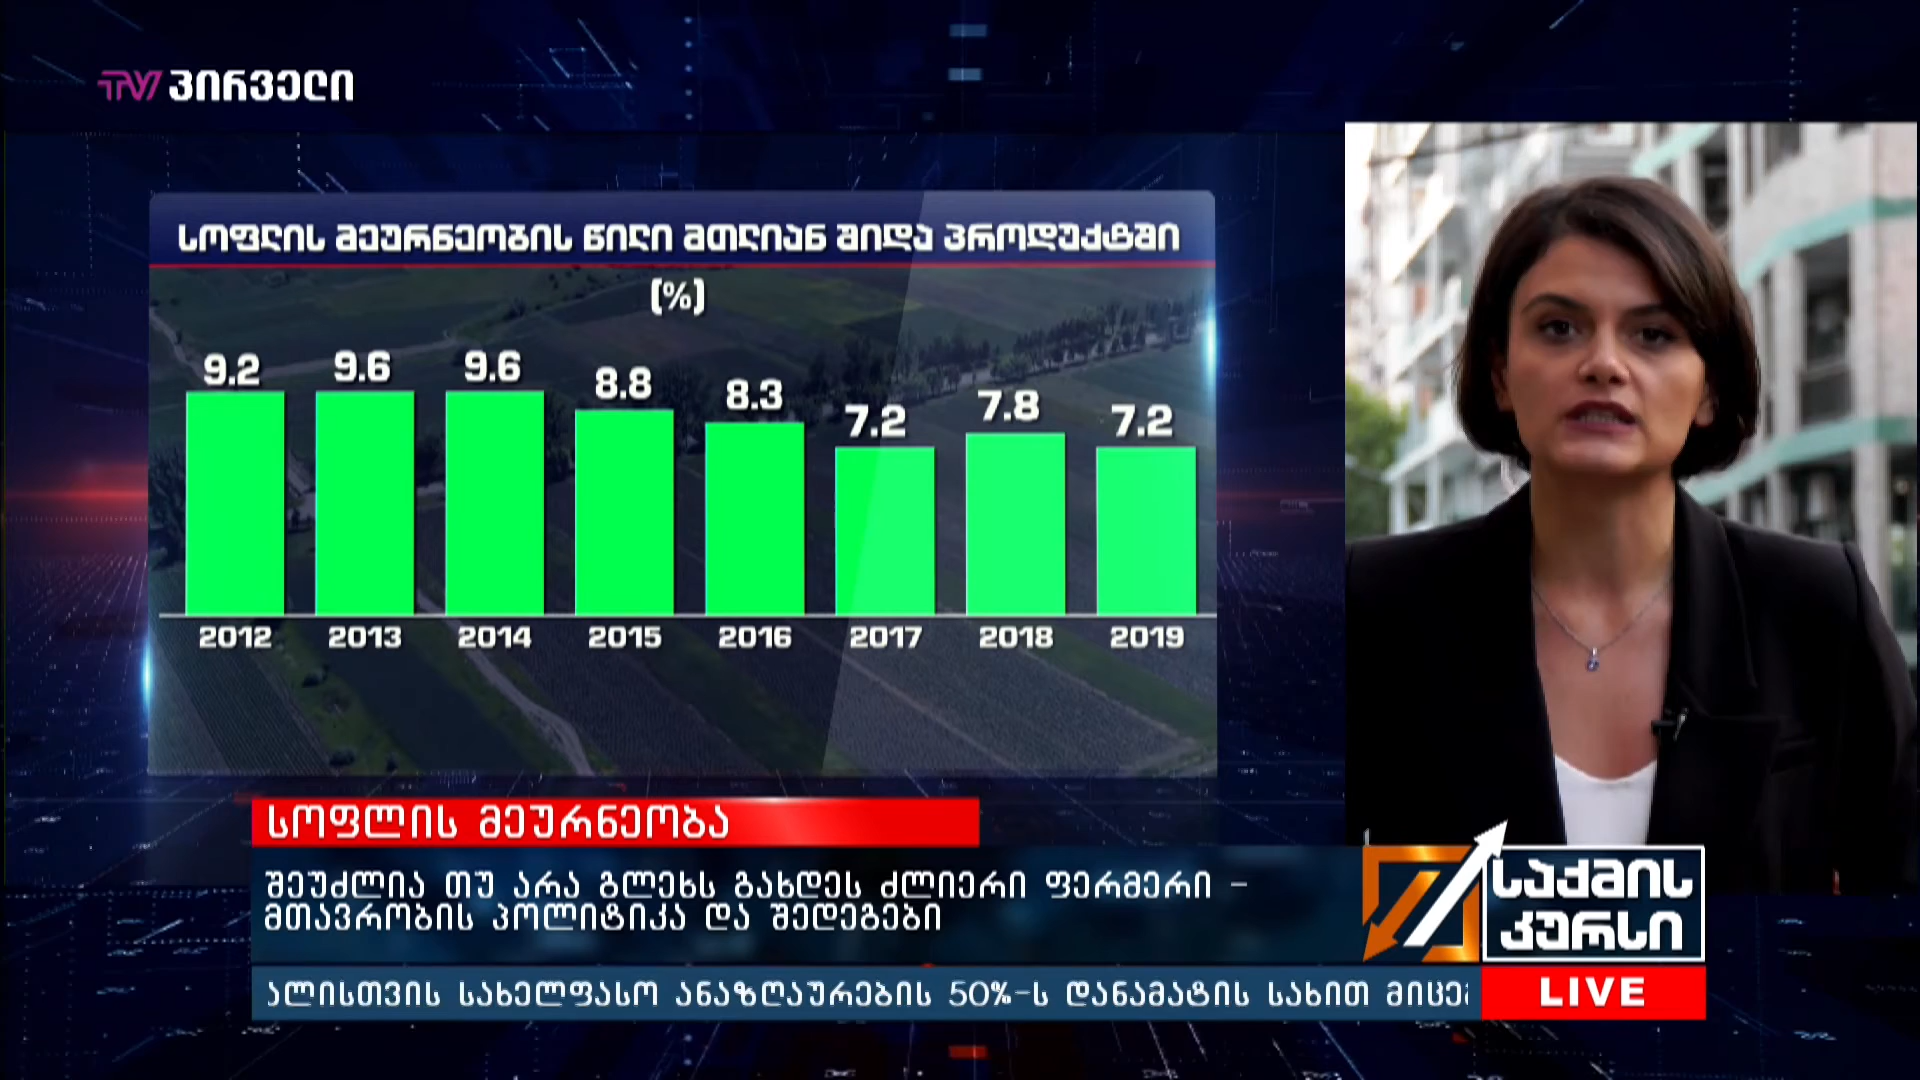 TV ᲞᲘᲠᲕᲔᲚᲘ
ᲡᲝᲤᲚᲘᲡ ᲛᲔᲣᲠᲜᲔᲝᲑᲘᲡ ᲬᲘᲚᲘ ᲛᲗᲚᲘᲐᲜ ᲨᲘᲓᲐ ᲞᲠᲝᲓᲣᲥᲢᲨᲘ
(%)
9.2 9.6 9.6 8.8 8.3 7.2 7.8 7.2
2012 2013 2014 2015 2016 2017 2018 2019
ᲡᲝᲤᲚᲘᲡ ᲛᲔᲣᲠᲜᲔᲝᲑᲐ
ᲨᲔᲣᲫᲚᲘᲐ ᲗᲣ ᲐᲠᲐ ᲒᲚᲔᲮᲡ ᲒᲐᲮᲓᲔᲡ ᲫᲚᲘᲔᲠᲘ ᲤᲔᲠᲛᲔᲠᲘ -
ᲛᲗᲐᲕᲠᲝᲑᲘᲡ ᲞᲝᲚᲘᲢᲘᲙᲐ ᲓᲐ ᲨᲔᲓᲔᲒᲔᲑᲘ
ᲡᲐᲥᲛᲘᲡ
ᲙᲣᲠᲡᲘ
ᲐᲚᲘᲡᲗᲕᲘᲡ ᲡᲐᲮᲔᲚᲤᲐᲡᲝ ᲐᲜᲐᲖᲦᲐᲣᲠᲔᲑᲘᲡ 50%-Ს ᲓᲐᲜᲐᲛᲐᲢᲘᲡ ᲡᲐᲮᲘᲗ ᲛᲘᲪᲔᲛ
LIVE